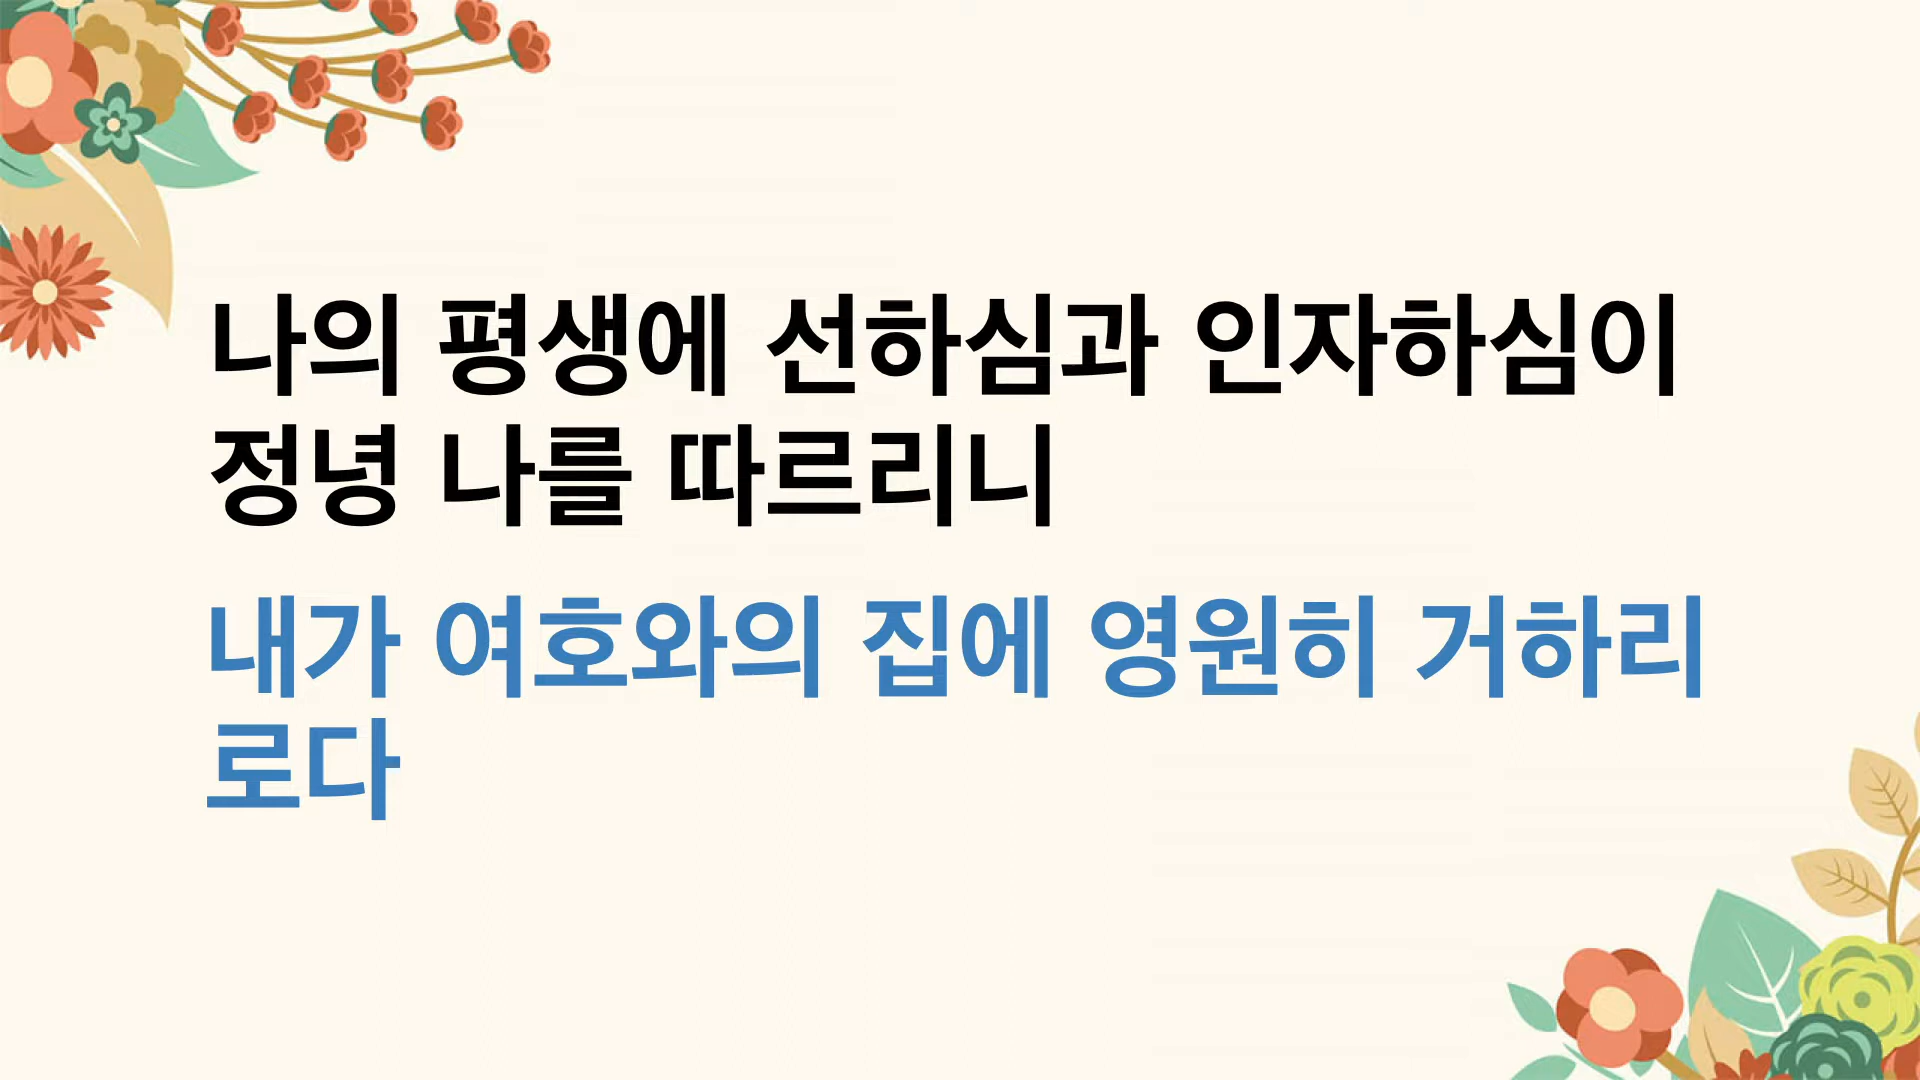 나의 평생에 선하심과 인자하심이
정녕 나를 따르리니
내가 여호와의 집에 영원히 거하리
로다